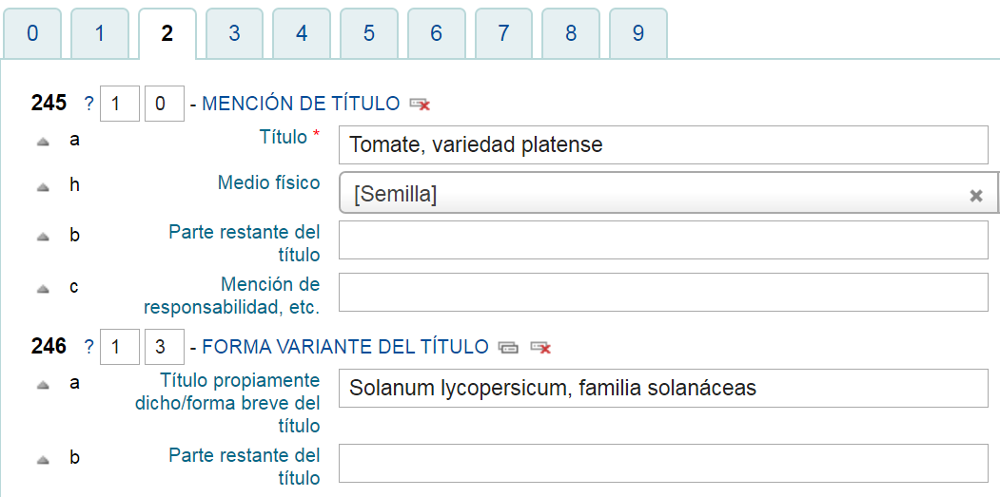 0 1 2 3 4 5 6 7 8 9
245 ? 1 0 - MENCIÓN DE TÍTULO
a Título * Tomate, variedad platense
h Medio físico [Semilla]
b Parte restante del
título
c Mención de
responsabilidad, etc.
246 ? 1 3 - FORMA VARIANTE DEL TÍTULO
a Título propiamente
dicho/forma breve del
título
Solanum lycopersicum, familia solanáceas
b Parte restante del
título